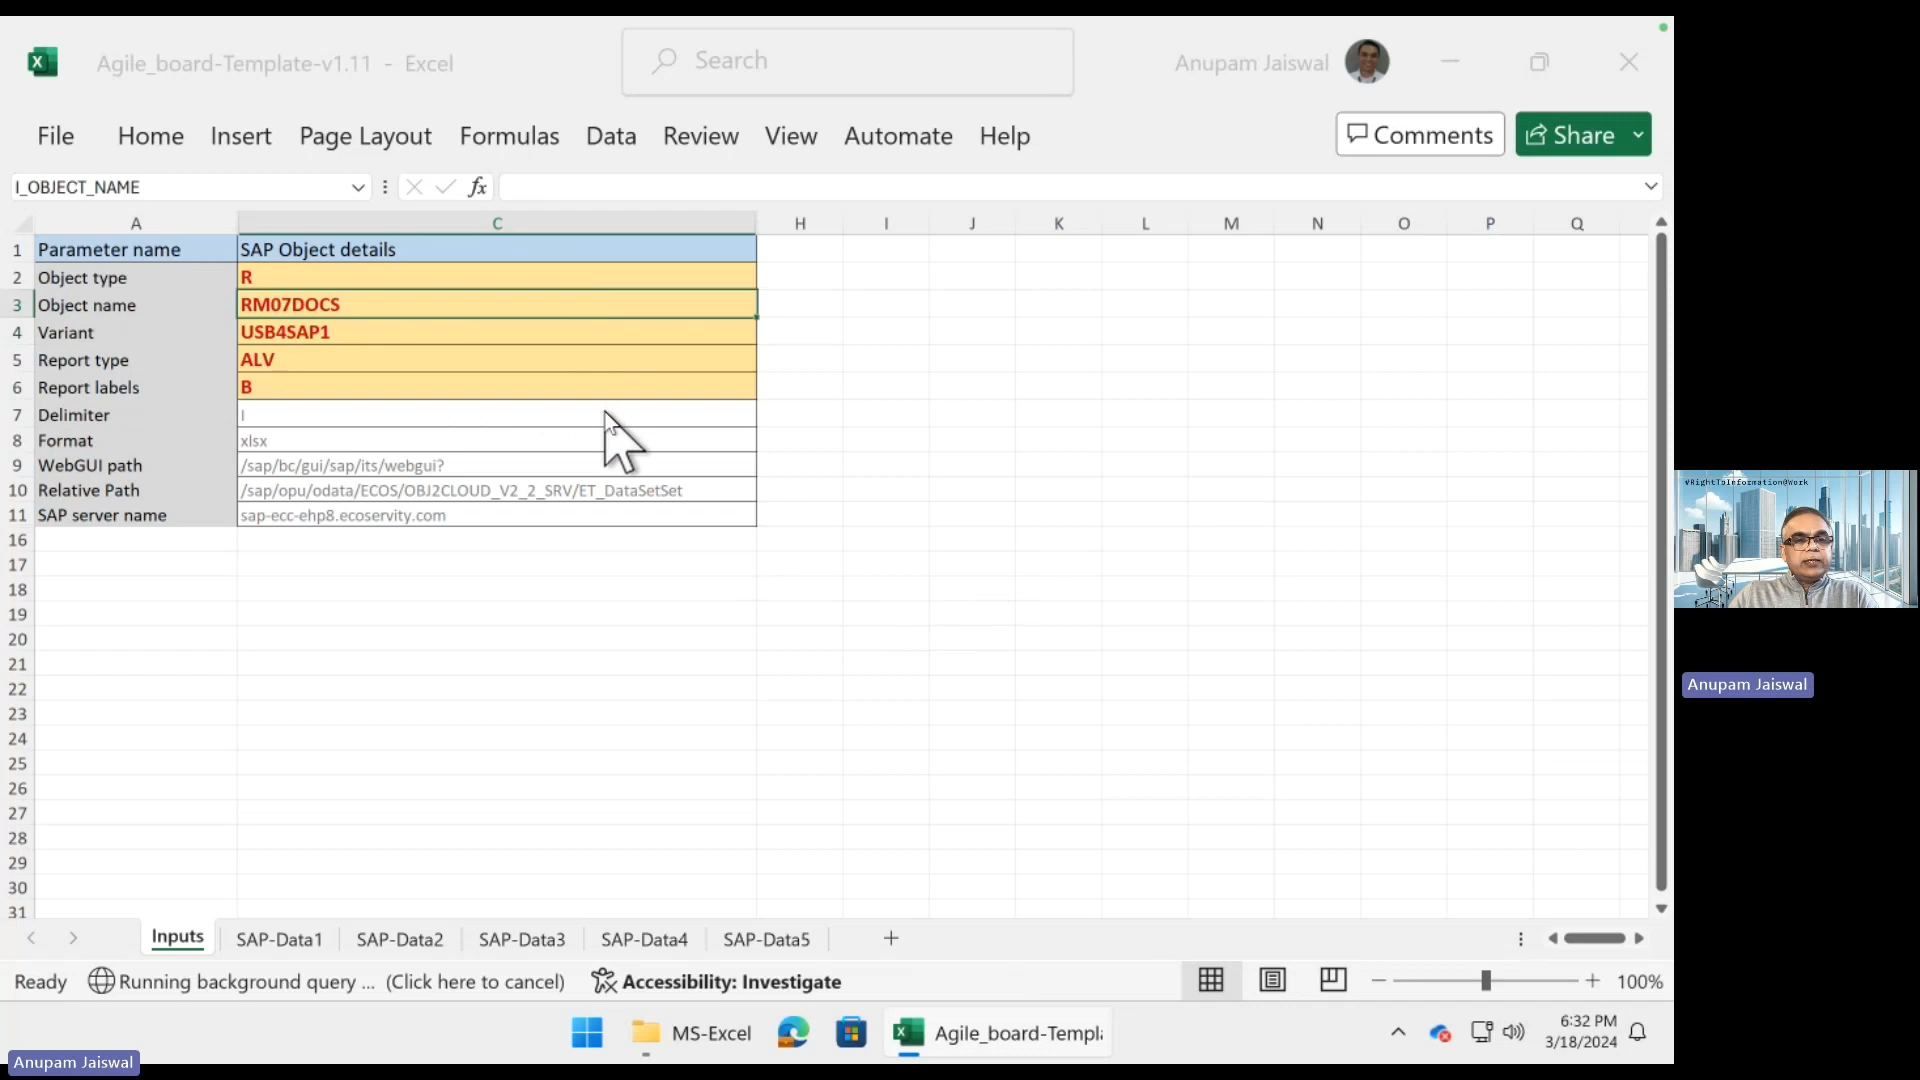 Agile_board-Template-v1.11 - Excel
Search
Anupam Jaiswal
File Home Insert Page Layout Formulas Data Review View Automate Help
Comments
Share
I_OBJECT_NAME
fx
A C H I J K L M N O P Q
1 Parameter name SAP Object details
2 Object type R
3 Object name RM07DOCS
4 Variant USB4SAP1
5 Report type ALV
6 Report labels B
7 Delimiter |
8 Format xlsx
9 WebGUI path /sap/bc/gui/sap/its/webgui?
10 Relative Path /sap/opu/odata/ECOS/OBJ2CLOUD_V2_2_SRV/ET_DataSetSet
11 SAP server name sap-ecc-ehp8.ecoservity.com
16
17
18
19
20
21
22
23
24
25
26
27
28
29
30
31
Inputs SAP-Data1 SAP-Data2 SAP-Data3 SAP-Data4 SAP-Data5
Ready Running background query ... (Click here to cancel) Accessibility: Investigate 100%
MS-Excel
Agile_board-Templ
6:32 PM
3/18/2024
Anupam Jaiswal
#RightToInformation@Work
Anupam Jaiswal